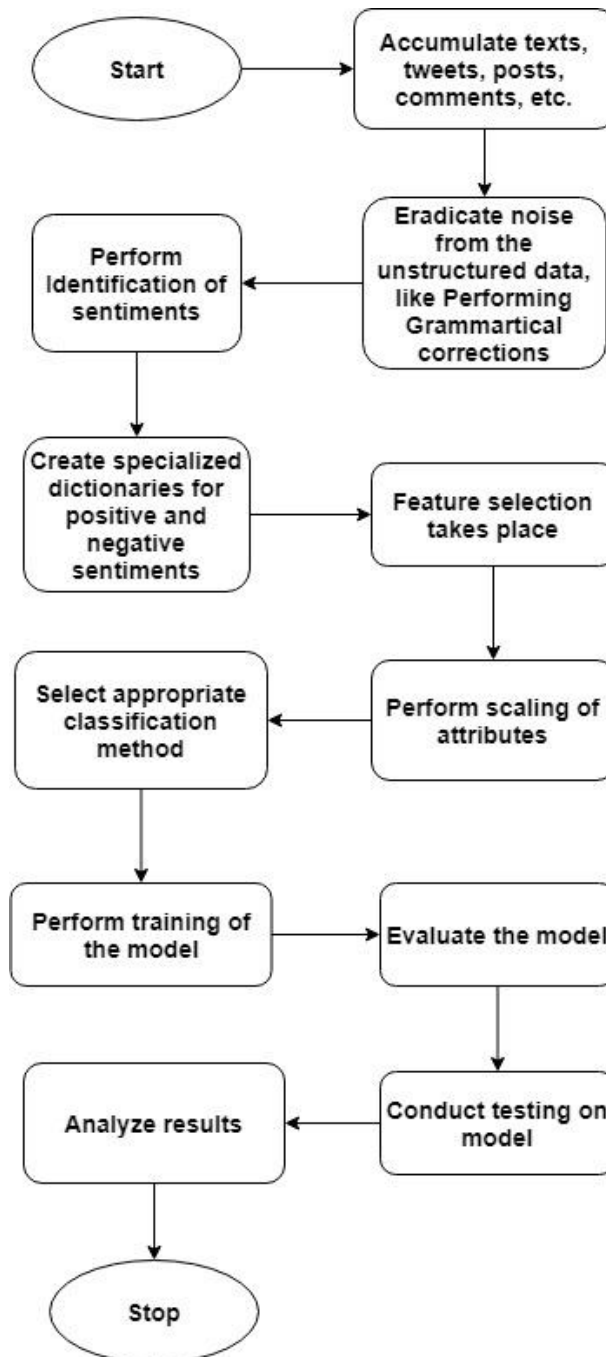 Start
Accumulate texts,
tweets, posts,
comments, etc.
Eradicate noise
from the
unstructured data,
like Performing
Grammartical
corrections
Perform
Identification of
sentiments
Create specialized
dictionaries for
positive and
negative
sentiments
Feature selection
takes place
Perform scaling of
attributes
Select appropriate
classification
method
Perform training of
the model
Evaluate the model
Conduct testing on
model
Analyze results
Stop